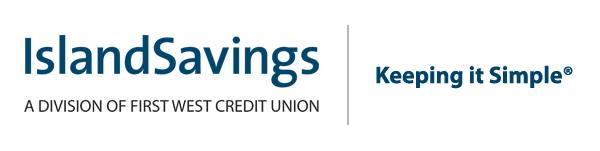 IslandSavings
A DIVISION OF FIRST WEST CREDIT UNION
Keeping it Simple®